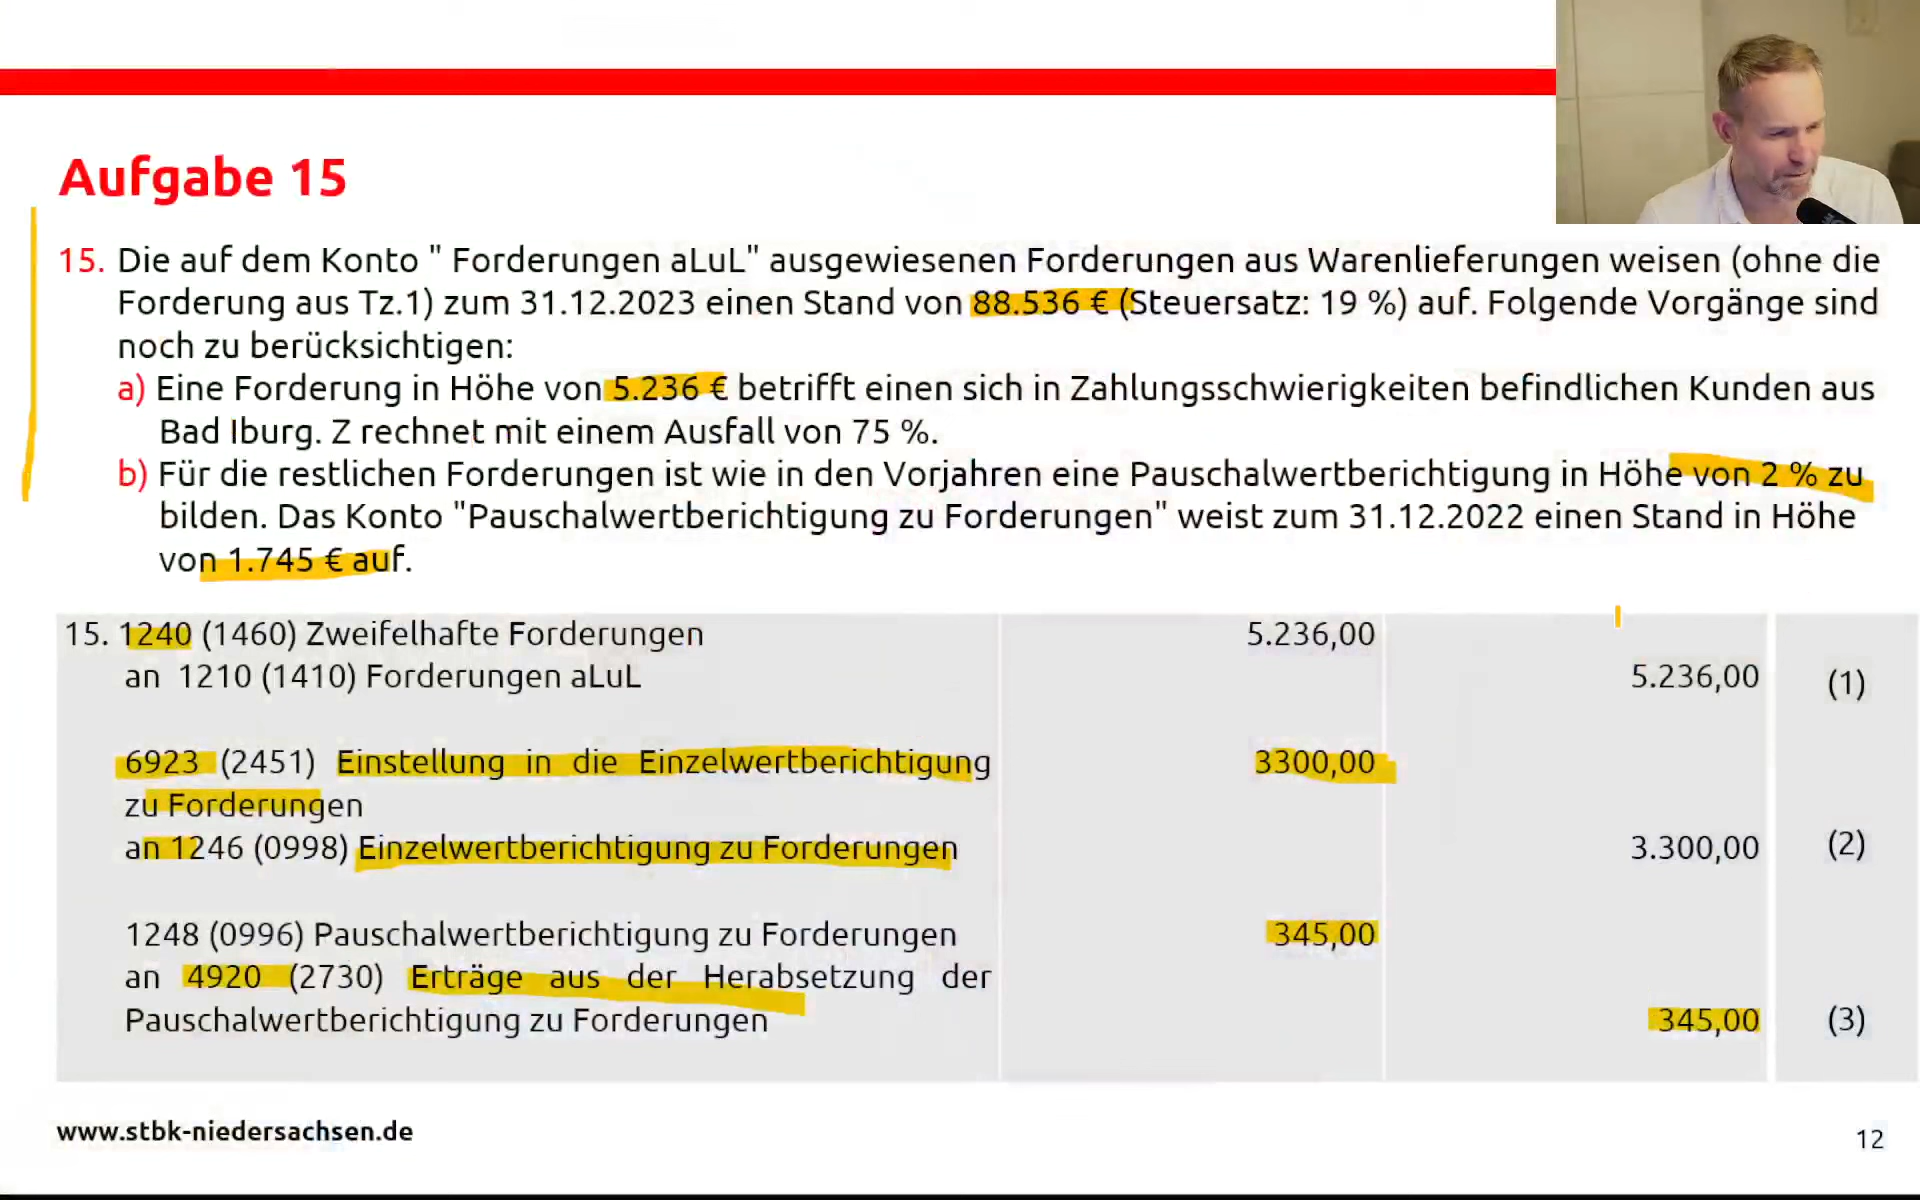 Aufgabe 15
15. Die auf dem Konto " Forderungen aLuL" ausgewiesenen Forderungen aus Warenlieferungen weisen (ohne die
Forderung aus Tz.1) zum 31.12.2023 einen Stand von 88.536 € (Steuersatz: 19 %) auf. Folgende Vorgänge sind
noch zu berücksichtigen:
a) Eine Forderung in Höhe von 5.236 € betrifft einen sich in Zahlungsschwierigkeiten befindlichen Kunden aus
Bad Iburg. Z rechnet mit einem Ausfall von 75 %.
b) Für die restlichen Forderungen ist wie in den Vorjahren eine Pauschalwertberichtigung in Höhe von 2 % zu
bilden. Das Konto "Pauschalwertberichtigung zu Forderungen" weist zum 31.12.2022 einen Stand in Höhe
von 1.745 € auf.
15. 1240 (1460) Zweifelhafte Forderungen 5.236,00
an 1210 (1410) Forderungen aLuL 5.236,00 (1)
6923 (2451) Einstellung in die Einzelwertberichtigung 3300,00
zu Forderungen
an 1246 (0998) Einzelwertberichtigung zu Forderungen 3.300,00 (2)
1248 (0996) Pauschalwertberichtigung zu Forderungen 345,00
an 4920 (2730) Erträge aus der Herabsetzung der
Pauschalwertberichtigung zu Forderungen 345,00 (3)
www.stbk-niedersachsen.de
12